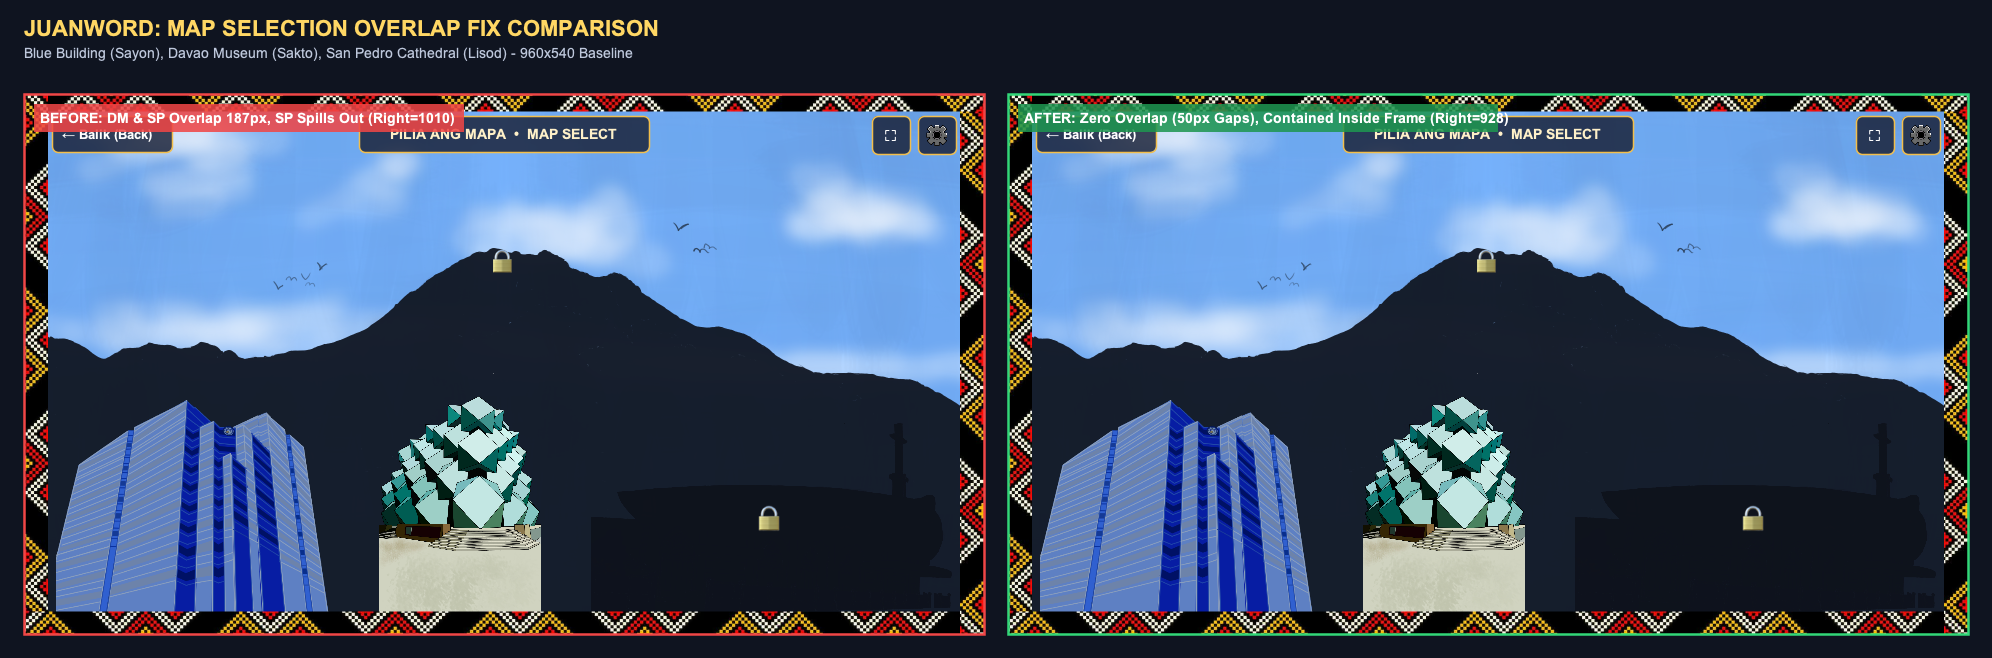 JUANWORD: MAP SELECTION OVERLAP FIX COMPARISON
Blue Building (Sayon), Davao Museum (Sakto), San Pedro Cathedral (Lisod) - 960x540 Baseline
BEFORE: DM & SP Overlap 187px, SP Spills Out (Right=1010)
← Balik (Back)
PILIA ANG MAPA • MAP SELECT
AFTER: Zero Overlap (50px Gaps), Contained Inside Frame (Right=928)
← Balik (Back)
PILIA ANG MAPA • MAP SELECT